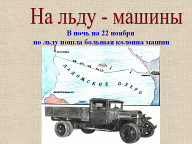 На льду - машины
В ночь на 22 ноября
по льду пошла большая колонна машин
ЛАДОЖСКОЕ ОЗЕРО